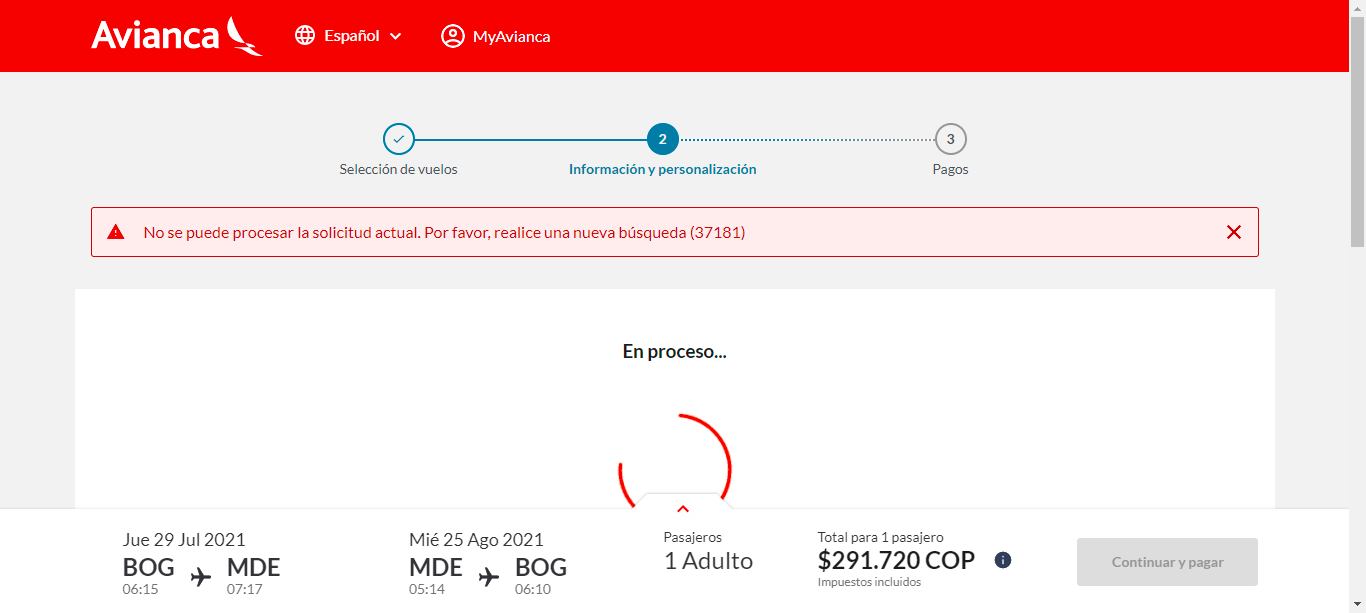 Avianca
Español
MyAvianca
2
3
Selección de vuelos
Información y personalización
Pagos
No se puede procesar la solicitud actual. Por favor, realice una nueva búsqueda (37181)
En proceso...
Jue 29 Jul 2021
BOG MDE
06:15 07:17
Mié 25 Ago 2021
MDE BOG
05:14 06:10
Pasajeros
1 Adulto
Total para 1 pasajero
$291.720 COP
Impuestos incluidos
Continuar y pagar